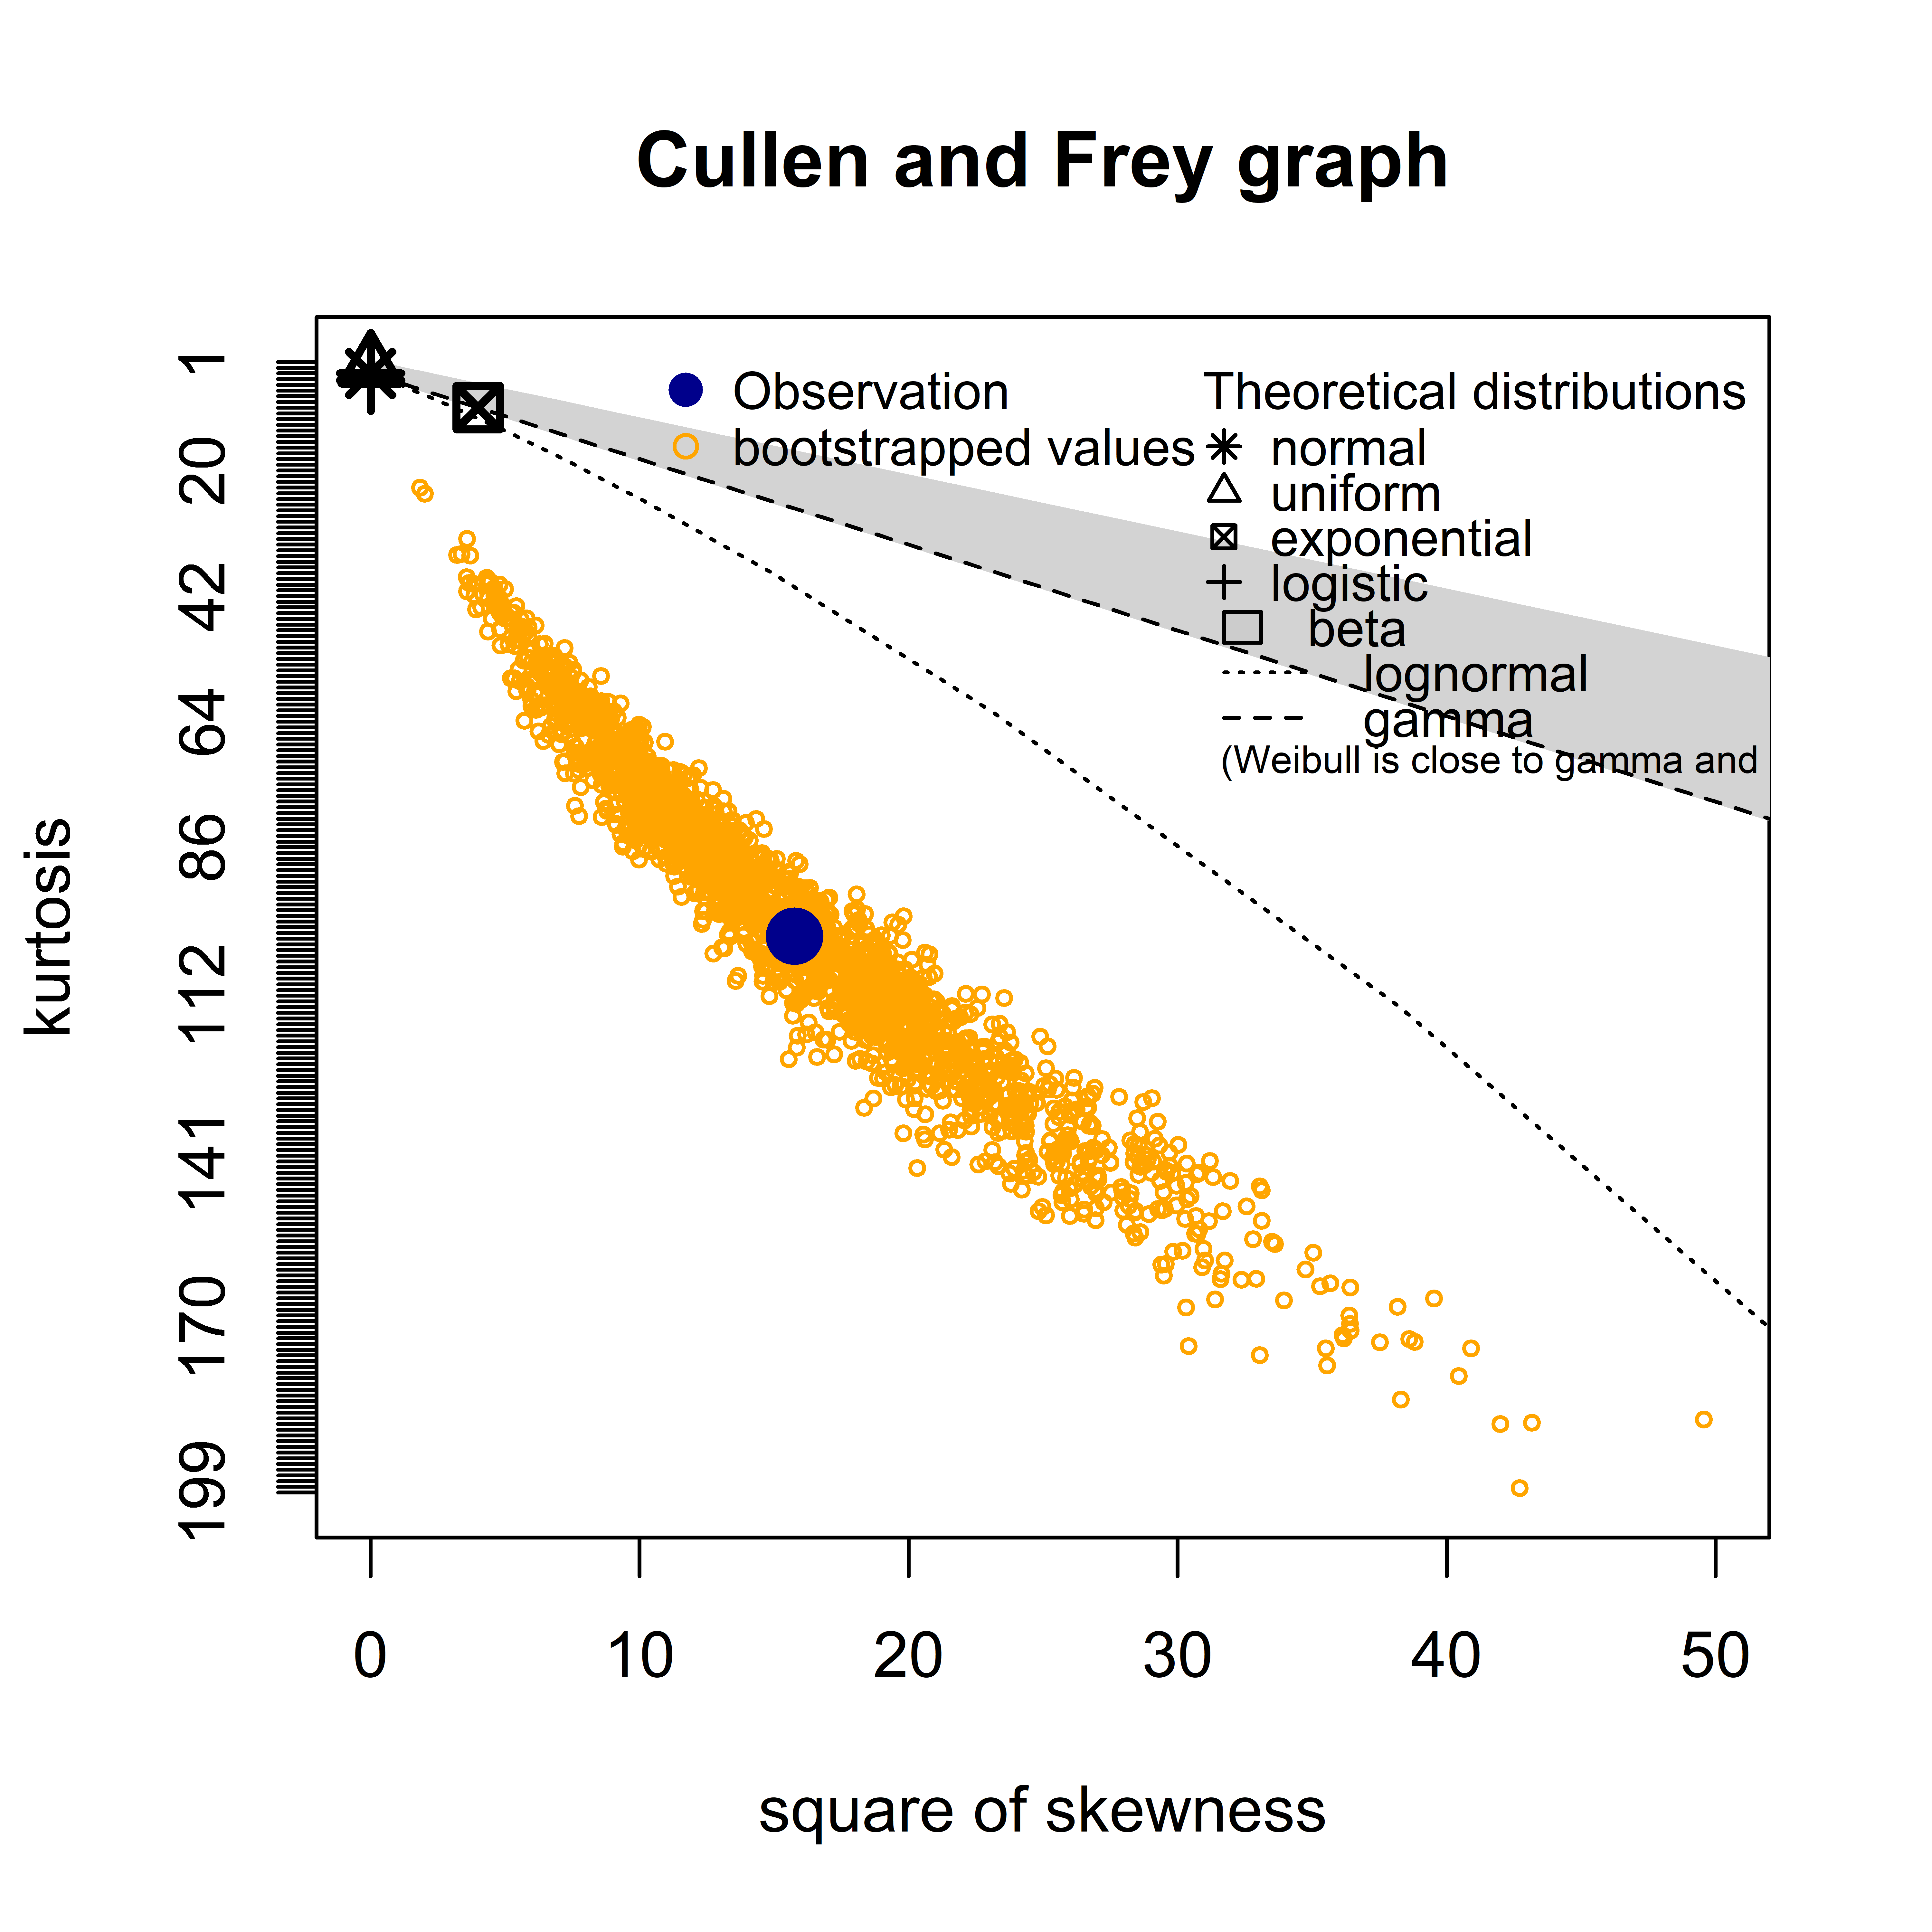 Cullen and Frey graph
Observation
bootstrapped values
Theoretical distributions
normal
uniform
exponential
logistic
beta
lognormal
gamma
(Weibull is close to gamma and
kurtosis
1
20
42
64
86
112
141
170
199
0 10 20 30 40 50
square of skewness